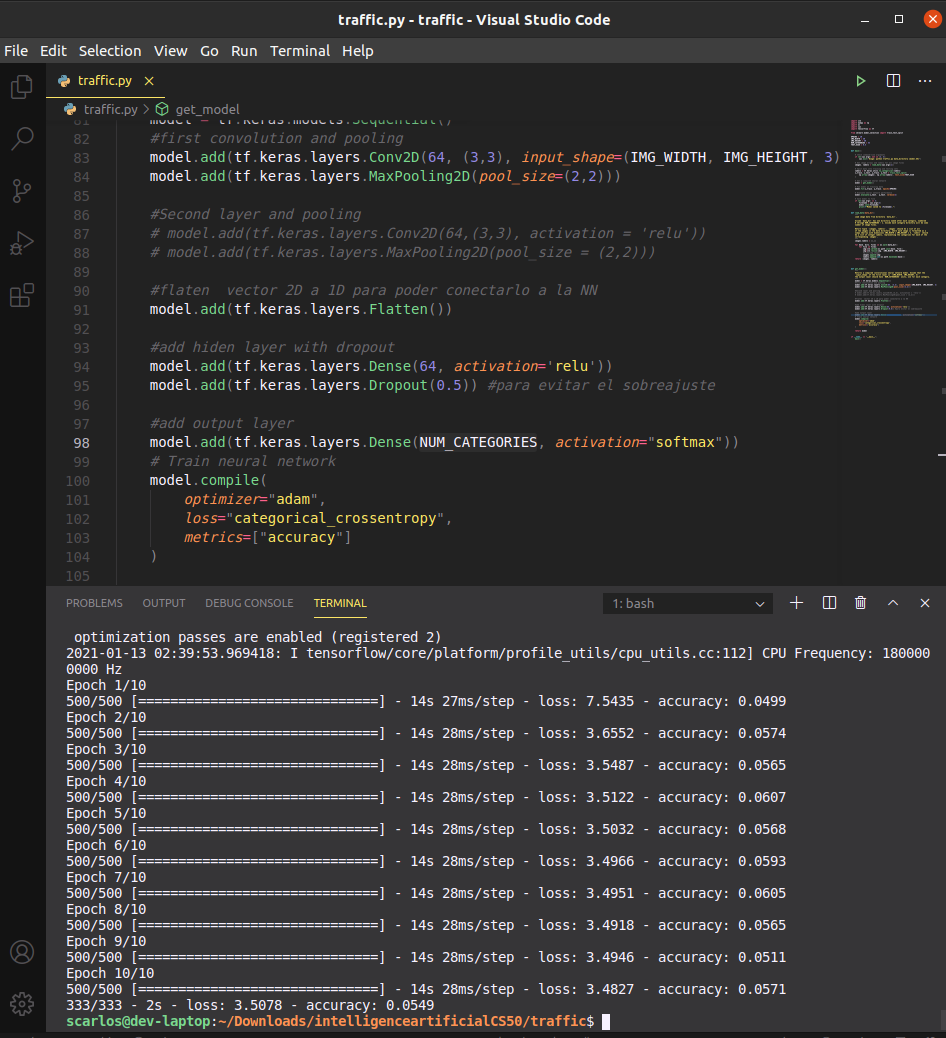 traffic.py - traffic - Visual Studio Code
File Edit Selection View Go Run Terminal Help
traffic.py
traffic.py > get_model
81 model = tf.keras.models.Sequential()
82 #first convolution and pooling
83 model.add(tf.keras.layers.Conv2D(64, (3,3), input_shape=(IMG_WIDTH, IMG_HEIGHT, 3)
84 model.add(tf.keras.layers.MaxPooling2D(pool_size=(2,2)))
85
86 #Second layer and pooling
87 # model.add(tf.keras.layers.Conv2D(64,(3,3), activation = 'relu'))
88 # model.add(tf.keras.layers.MaxPooling2D(pool_size = (2,2)))
89
90 #flaten  vector 2D a 1D para poder conectarlo a la NN
91 model.add(tf.keras.layers.Flatten())
92
93 #add hiden layer with dropout
94 model.add(tf.keras.layers.Dense(64, activation='relu'))
95 model.add(tf.keras.layers.Dropout(0.5)) #para evitar el sobreajuste
96
97 #add output layer
98 model.add(tf.keras.layers.Dense(NUM_CATEGORIES, activation="softmax"))
99 # Train neural network
100 model.compile(
101 optimizer="adam",
102 loss="categorical_crossentropy",
103 metrics=["accuracy"]
104 )
105
PROBLEMS OUTPUT DEBUG CONSOLE TERMINAL 1: bash
optimization passes are enabled (registered 2)
2021-01-13 02:39:53.969418: I tensorflow/core/platform/profile_utils/cpu_utils.cc:112] CPU Frequency: 180000
0000 Hz
Epoch 1/10
500/500 [==============================] - 14s 27ms/step - loss: 7.5435 - accuracy: 0.0499
Epoch 2/10
500/500 [==============================] - 14s 28ms/step - loss: 3.6552 - accuracy: 0.0574
Epoch 3/10
500/500 [==============================] - 14s 28ms/step - loss: 3.5487 - accuracy: 0.0565
Epoch 4/10
500/500 [==============================] - 14s 28ms/step - loss: 3.5122 - accuracy: 0.0607
Epoch 5/10
500/500 [==============================] - 14s 28ms/step - loss: 3.5032 - accuracy: 0.0568
Epoch 6/10
500/500 [==============================] - 14s 28ms/step - loss: 3.4966 - accuracy: 0.0593
Epoch 7/10
500/500 [==============================] - 14s 28ms/step - loss: 3.4951 - accuracy: 0.0605
Epoch 8/10
500/500 [==============================] - 14s 28ms/step - loss: 3.4918 - accuracy: 0.0565
Epoch 9/10
500/500 [==============================] - 14s 28ms/step - loss: 3.4946 - accuracy: 0.0511
Epoch 10/10
500/500 [==============================] - 14s 28ms/step - loss: 3.4827 - accuracy: 0.0571
333/333 - 2s - loss: 3.5078 - accuracy: 0.0549
scarlos@dev-laptop:~/Downloads/intelligenceartificialCS50/traffic$